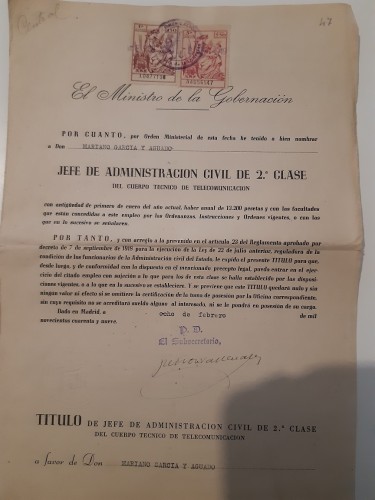 Central
47
El Ministro de la Gobernación
POR CUANTO, por Orden Ministerial de esta fecha he tenido a bien nombrar
a Don MARIANO GARCIA Y AGUADO
JEFE DE ADMINISTRACION CIVIL DE 2.ª CLASE
DEL CUERPO TECNICO DE TELECOMUNICACION
con antigüedad de primero de enero del año actual, haber anual de 13.200 pesetas y con las facultades
que están concedidas a este empleo por las Ordenanzas, Instrucciones y Ordenes vigentes, o con las que
en lo sucesivo se señalaren.
POR TANTO, y con arreglo a lo prevenido en el artículo 23 del Reglamento aprobado por
decreto de 7 de septiembre de 1918 para la ejecución de la Ley de 22 de julio anterior, reguladora de la
condición de los funcionarios de la Administración civil del Estado, le expido el presente TITULO para que,
desde luego, y de conformidad con lo dispuesto en el mencionado precepto legal, pueda entrar en el ejer-
cicio del citado empleo con sujeción a lo que para los de esta clase se halla establecido por las disposi-
ciones vigentes, o a lo que en lo sucesivo se estableciere. Y se previene que este TITULO quedará nulo y sin
ningún valor ni efecto si se omitiere la certificación de la toma de posesión por la Oficina correspondiente,
sin cuyo requisito no se acreditará sueldo alguno al interesado, ni se le pondrá en posesión de su cargo.
Dado en Madrid, a ocho de febrero de mil
novecientos cuarenta y nueve.
P. D.
El Subsecretario,
TITULO DE JEFE DE ADMINISTRACION CIVIL DE 2.ª CLASE
DEL CUERPO TECNICO DE TELECOMUNICACION
a favor de Don MARIANO GARCIA Y AGUADO